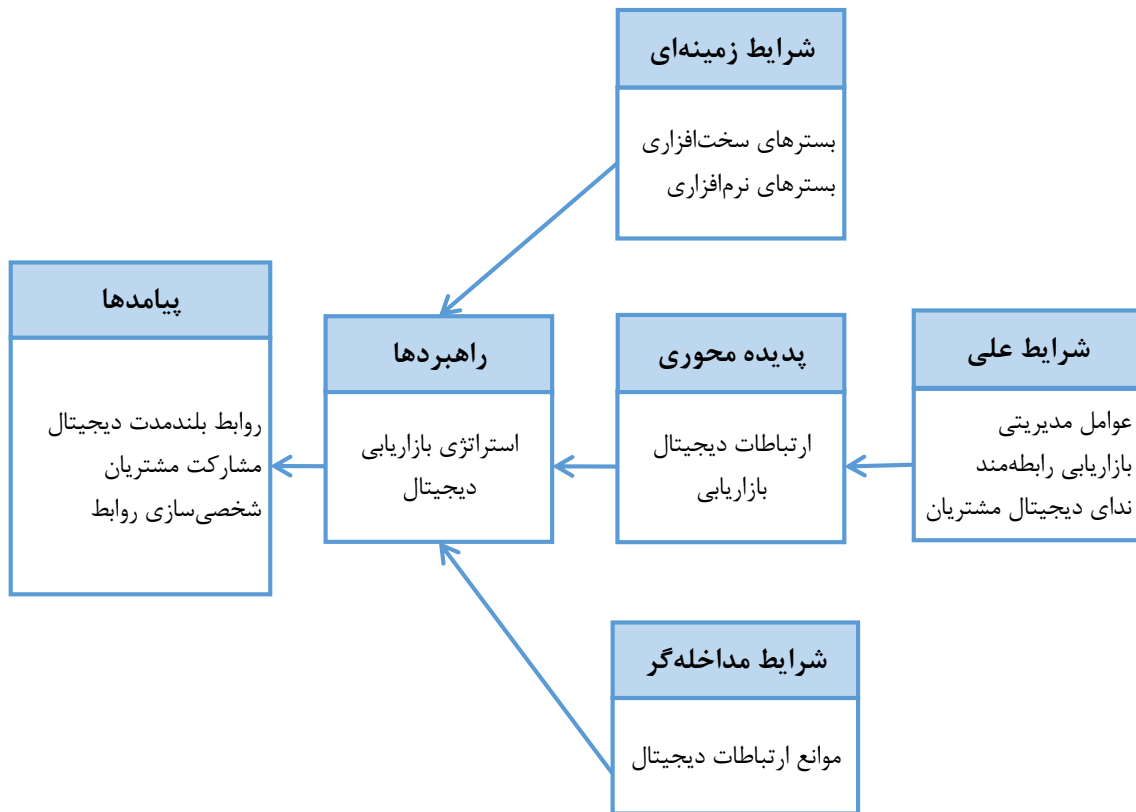 شرایط زمینه‌ای
بسترهای سخت‌افزاری
بسترهای نرم‌افزاری
شرایط علی
عوامل مدیریتی
بازاریابی رابطه‌مند
ندای دیجیتال مشتریان
پدیده محوری
ارتباطات دیجیتال
بازاریابی
راهبردها
استراتژی بازاریابی
دیجیتال
پیامدها
روابط بلندمدت دیجیتال
مشارکت مشتریان
شخصی‌سازی روابط
شرایط مداخله‌گر
موانع ارتباطات دیجیتال